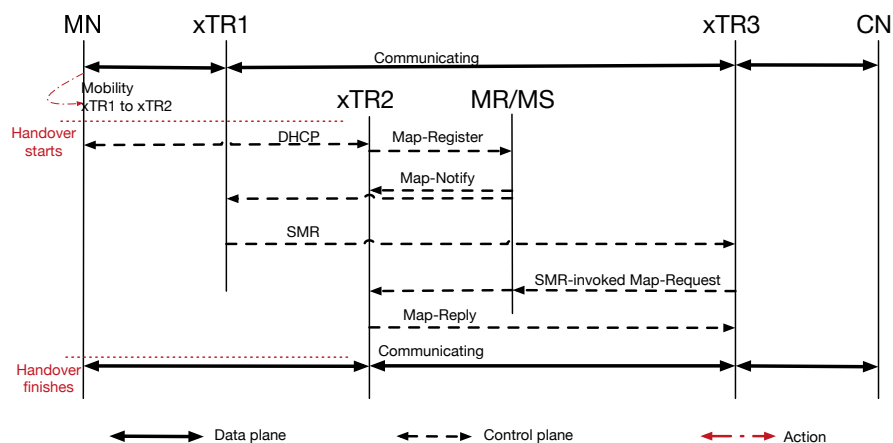 MN xTR1 xTR3 CN
Communicating
Mobility
xTR1 to xTR2
xTR2 MR/MS
Handover
starts
DHCP
Map-Register
Map-Notify
SMR
SMR-invoked Map-Request
Map-Reply
Communicating
Handover
finishes
Data plane
Control plane
Action